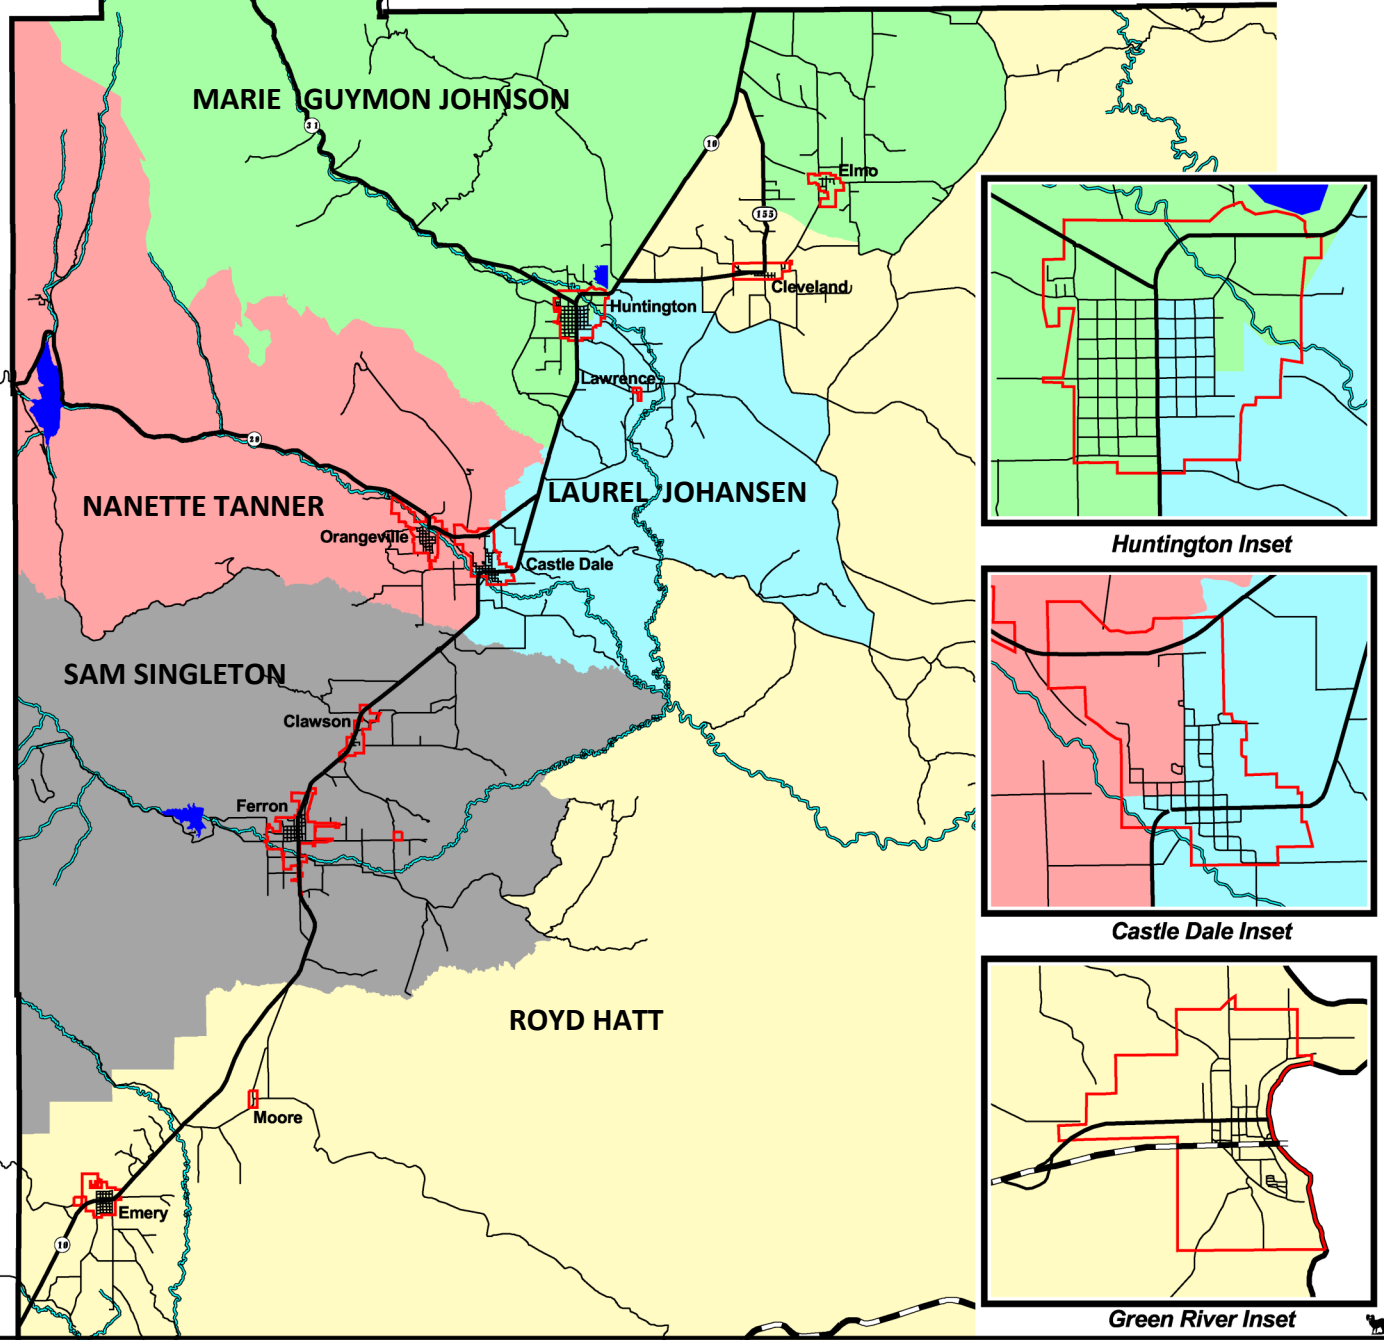 MARIE GUYMON JOHNSON
31
10
Elmo
155
Cleveland
Huntington
Lawrence
29
NANETTE TANNER
LAUREL JOHANSEN
Orangeville
Castle Dale
SAM SINGLETON
Clawson
Ferron
ROYD HATT
Moore
Emery
10
Huntington Inset
Castle Dale Inset
Green River Inset